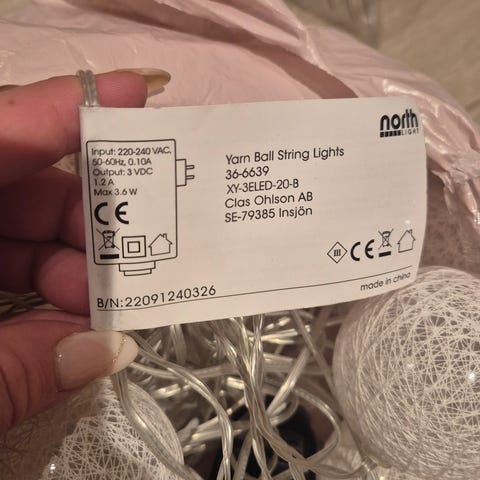 north
LIGHT
Input: 220-240 VAC,
50-60Hz, 0.10A
Output: 3 VDC
1.2 A
Max 3.6 W
CE
Yarn Ball String Lights
36-6639
XY-3ELED-20-B
Clas Ohlson AB
SE-79385 Insjön
III CE
B/N:22091240326
made in china